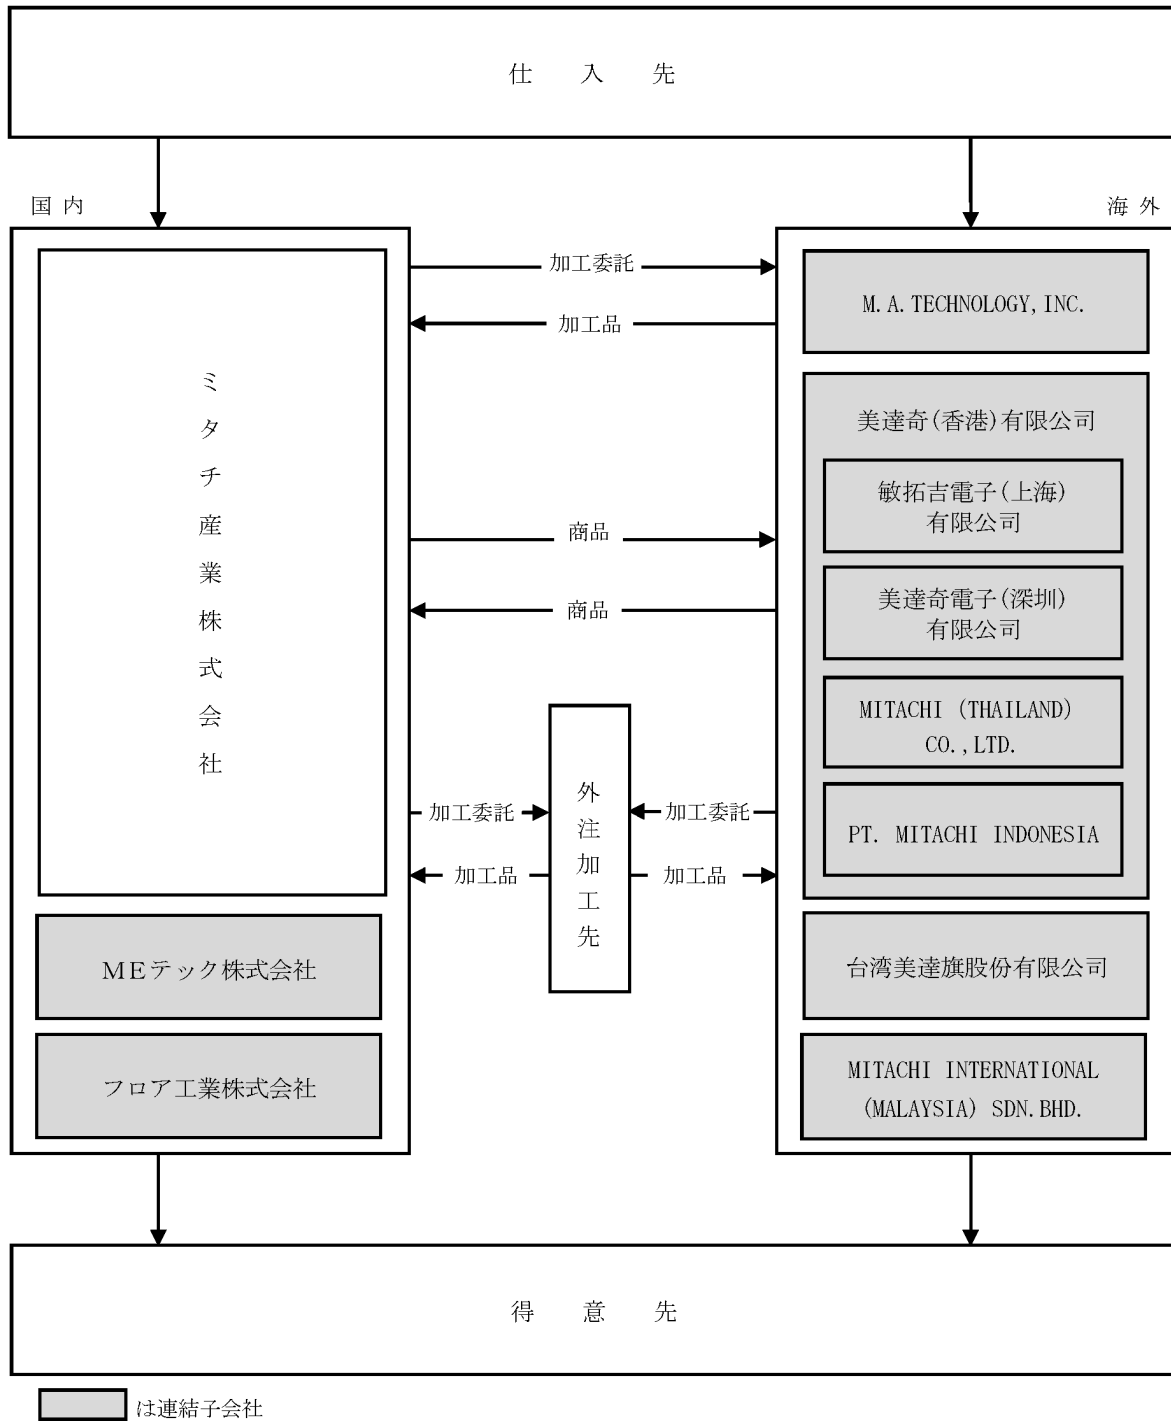 仕入先
国内
海外
加工委託
加工品
M.A.TECHNOLOGY,INC.
ミタチ産業株式会社
美達奇(香港)有限公司
敏拓吉電子(上海)
有限公司
商品
美達奇電子(深圳)
有限公司
商品
MITACHI (THAILAND)
CO.,LTD.
外注加工先
加工委託
加工委託
PT. MITACHI INDONESIA
加工品
加工品
MEテック株式会社
台湾美達旗股份有限公司
フロア工業株式会社
MITACHI INTERNATIONAL
(MALAYSIA) SDN.BHD.
得意先
は連結子会社